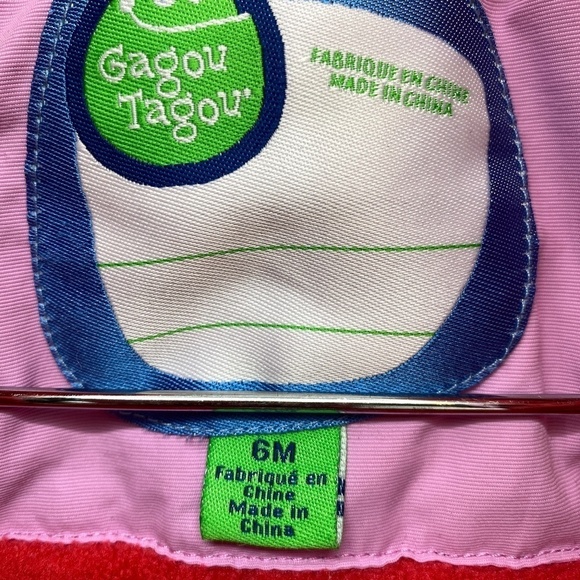 Gagou
Tagou
FABRIQUE EN CHINE
MADE IN CHINA
6M
Fabriqué en
Chine
Made in
China